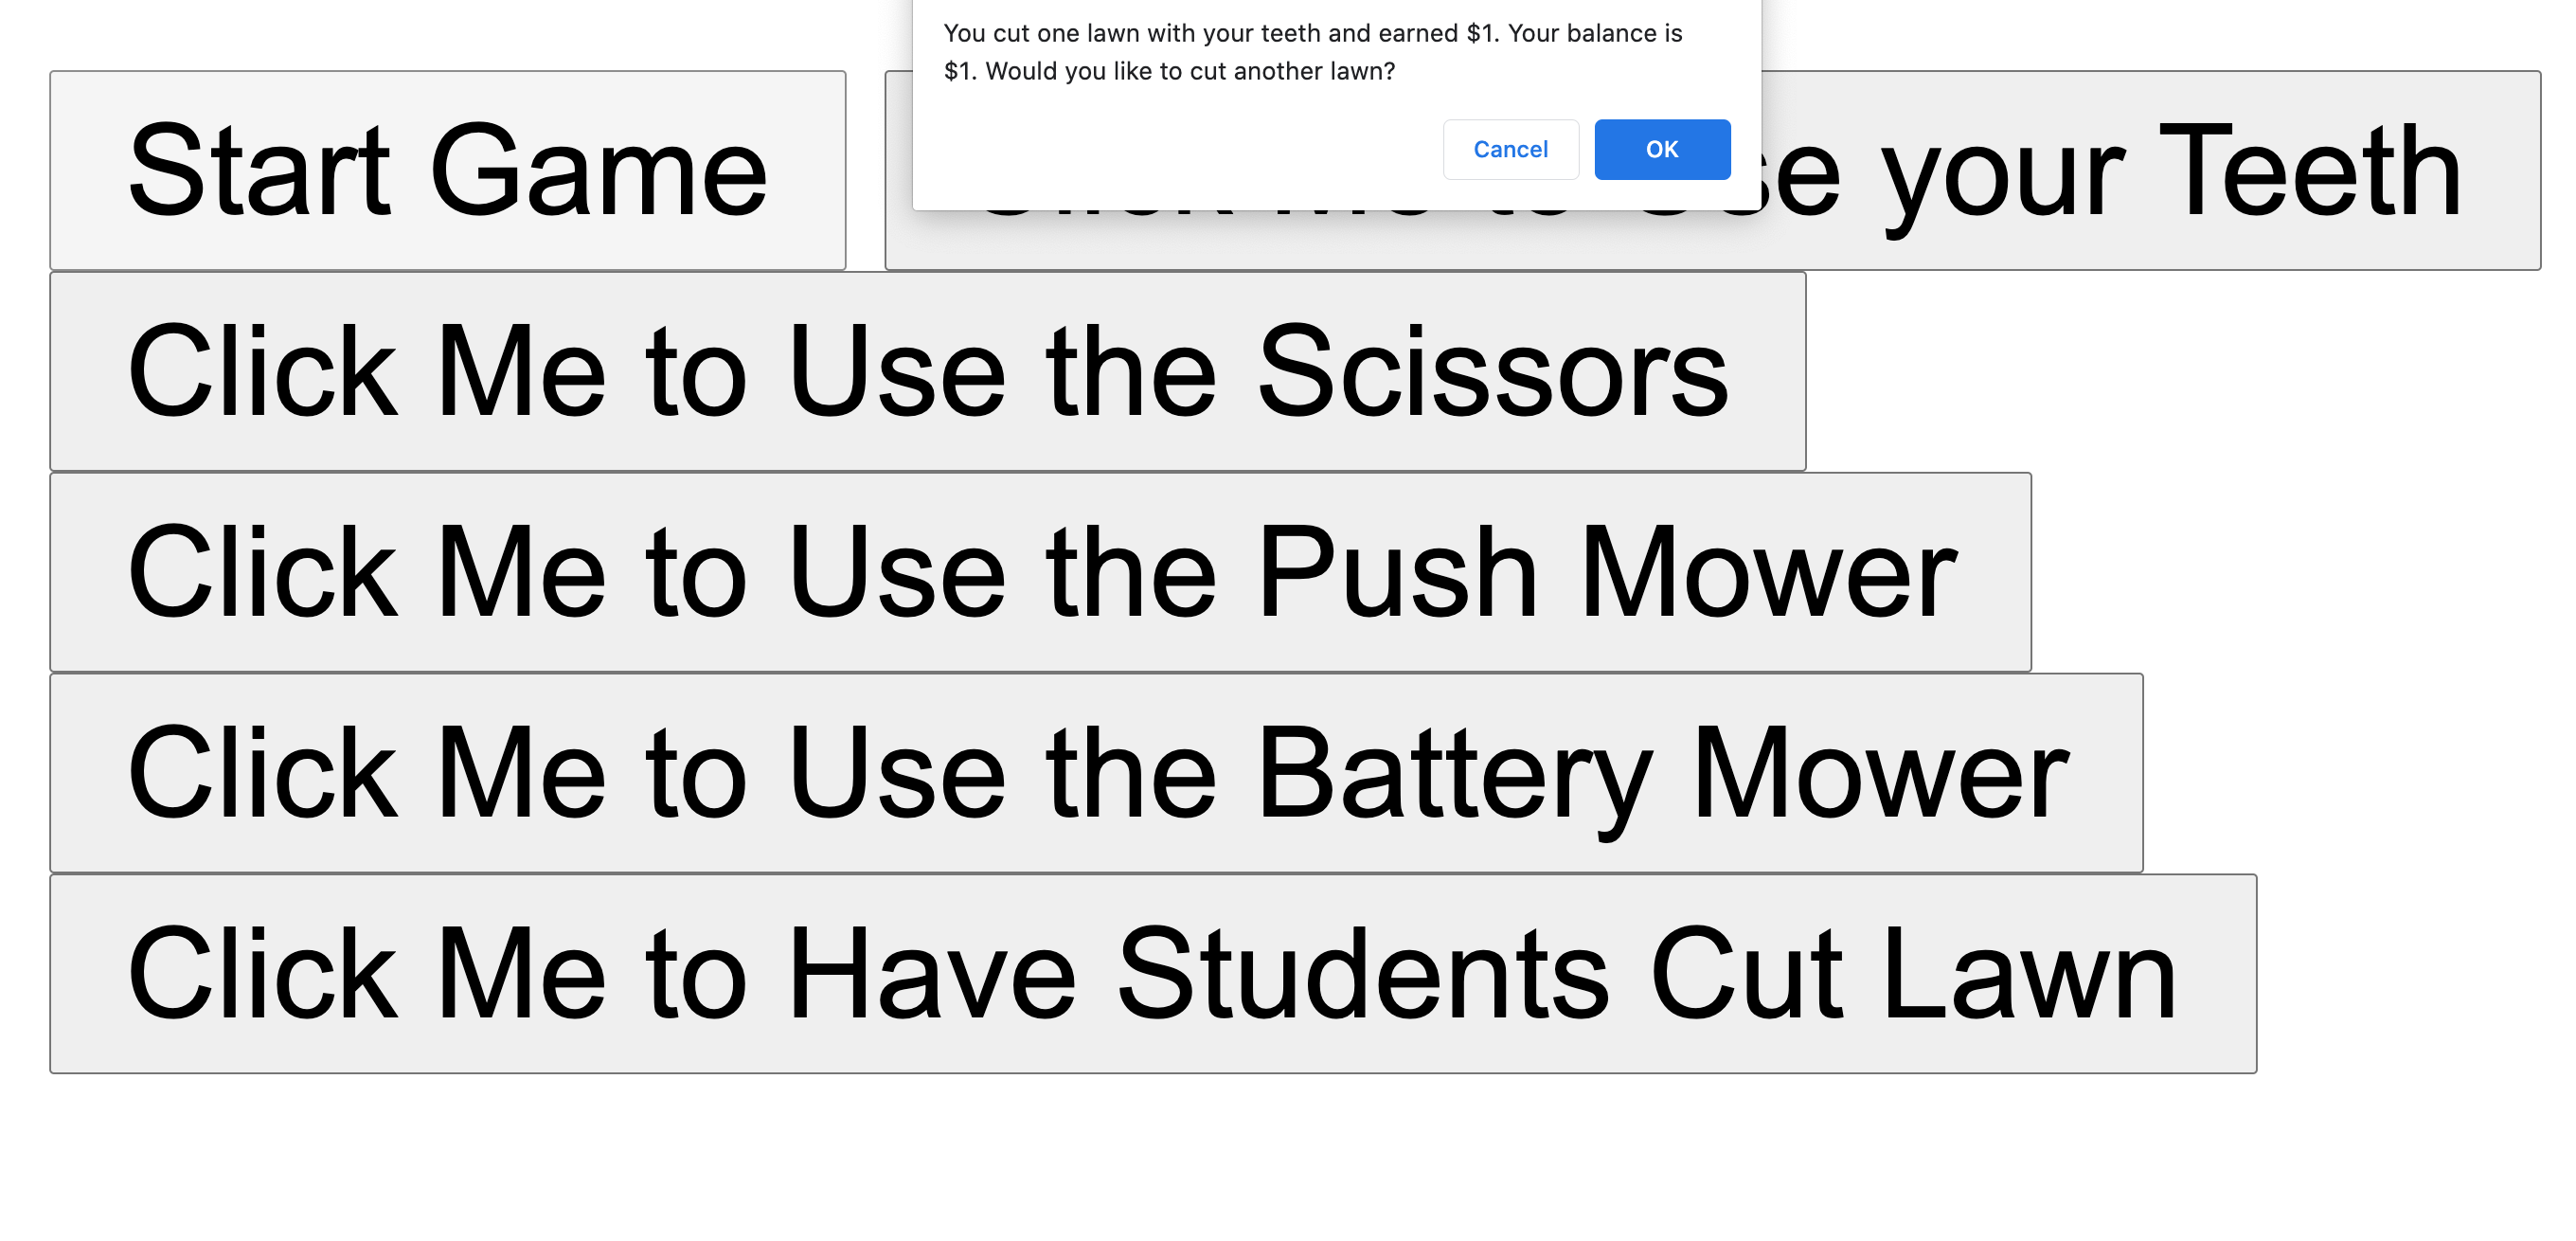 You cut one lawn with your teeth and earned $1. Your balance is
$1. Would you like to cut another lawn?
Cancel OK
Start Game your Teeth
Click Me to Use the Scissors
Click Me to Use the Push Mower
Click Me to Use the Battery Mower
Click Me to Have Students Cut Lawn